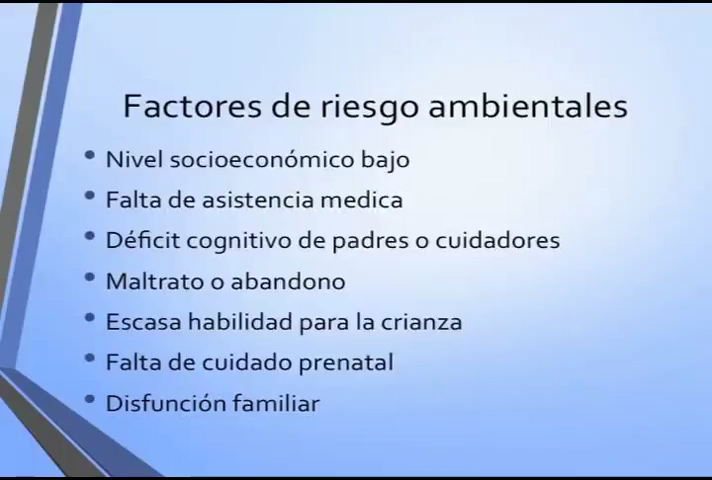 Factores de riesgo ambientales
• Nivel socioeconómico bajo
• Falta de asistencia medica
• Déficit cognitivo de padres o cuidadores
• Maltrato o abandono
• Escasa habilidad para la crianza
• Falta de cuidado prenatal
• Disfunción familiar